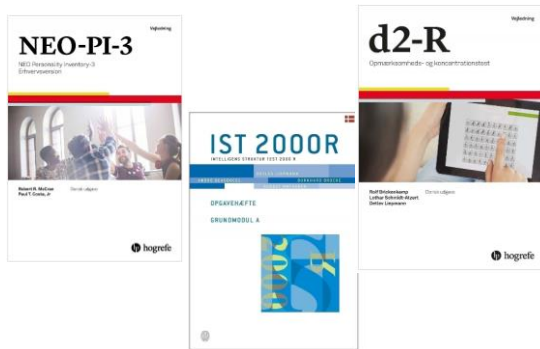 Vejledning
NEO-PI-3
NEO Personality Inventory-3
Erhvervsversion
Robert R. McCrae
Paul T. Costa, Jr
Dansk udgave
hogrefe
IST 2000R
INTELLIGENS STRUKTUR TEST 2000 R
OPGAVEHÆFTE
GRUNDMODUL A
Vejledning
d2-R
Opmærksomheds- og koncentrationstest
Rolf Brickenkamp
Lothar Schmidt-Atzert
Detlev Liepmann
Dansk udgave
hogrefe